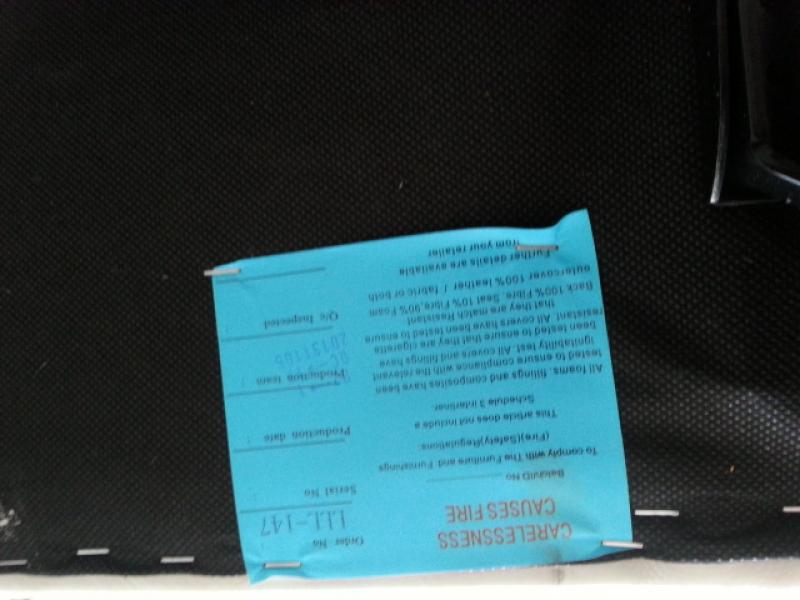 CARELESSNESS
CAUSES FIRE
Batch/ID No
To comply with The Furniture and Furnishings
(Fire)(Safety)Regulations:
This article does not include a
Schedule 3 interliner.
All foams, fillings and composites have been
tested to ensure compliance with the relevant
ignitability test. All covers and fillings have
been tested to ensure that they are cigarette
resistant. All covers have been tested to ensure
that they are match Resistant
Back 100% Fibre, Seat 10% Fibre, 90% Foam
outercover 100% leather / fabric or both
Further details are available
from your retailer
Order No
111-147
Serial No :
Production date :
Production team :
QC
20131106
Q/c Inspected :